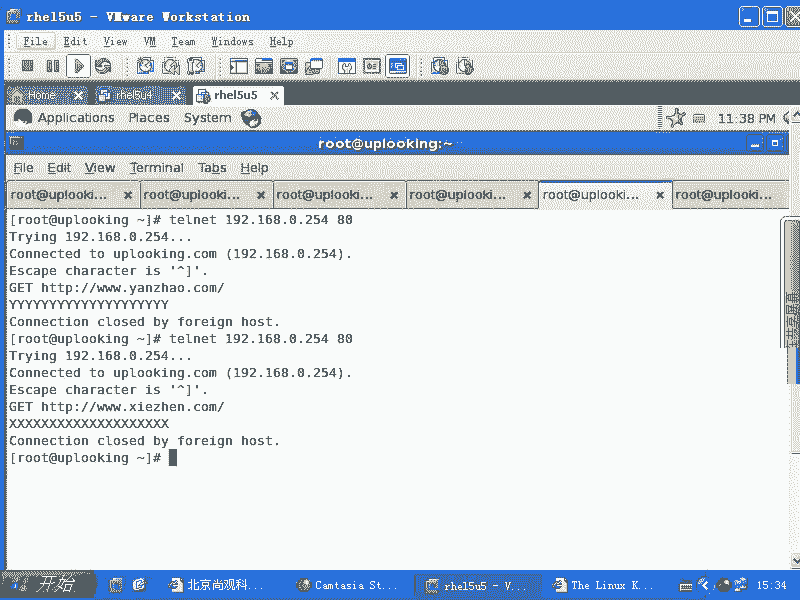 rhel5u5 - VMware Workstation
File Edit View VM Team Windows Help
Home rhel5u4 rhel5u5
Applications Places System 11:38 PM
root@uplooking:~
File Edit View Terminal Tabs Help
root@uplooki... root@uplooki... root@uplooki... root@uplooki... root@uplooki... root@uplooki...
[root@uplooking ~]# telnet 192.168.0.254 80
Trying 192.168.0.254...
Connected to uplooking.com (192.168.0.254).
Escape character is '^]'.
GET http://www.yanzhao.com/
YYYYYYYYYYYYYYYYYYYY
Connection closed by foreign host.
[root@uplooking ~]# telnet 192.168.0.254 80
Trying 192.168.0.254...
Connected to uplooking.com (192.168.0.254).
Escape character is '^]'.
GET http://www.xiezhen.com/
XXXXXXXXXXXXXXXXXXXX
Connection closed by foreign host.
[root@uplooking ~]#
开始 北京尚观科... Camtasia St... rhel5u5 - V... The Linux K... 15:34